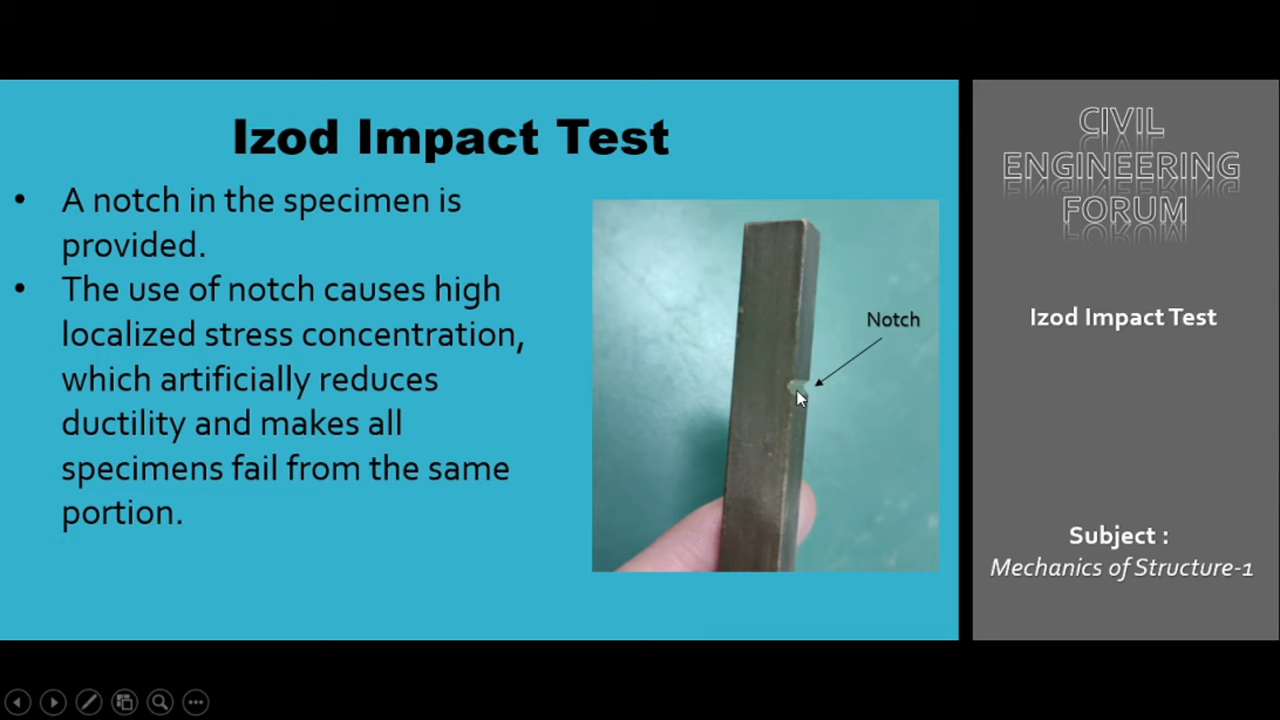 Izod Impact Test
• A notch in the specimen is
provided.
• The use of notch causes high
localized stress concentration,
which artificially reduces
ductility and makes all
specimens fail from the same
portion.
Notch
CIVIL
ENGINEERING
FORUM
Izod Impact Test
Subject :
Mechanics of Structure-1